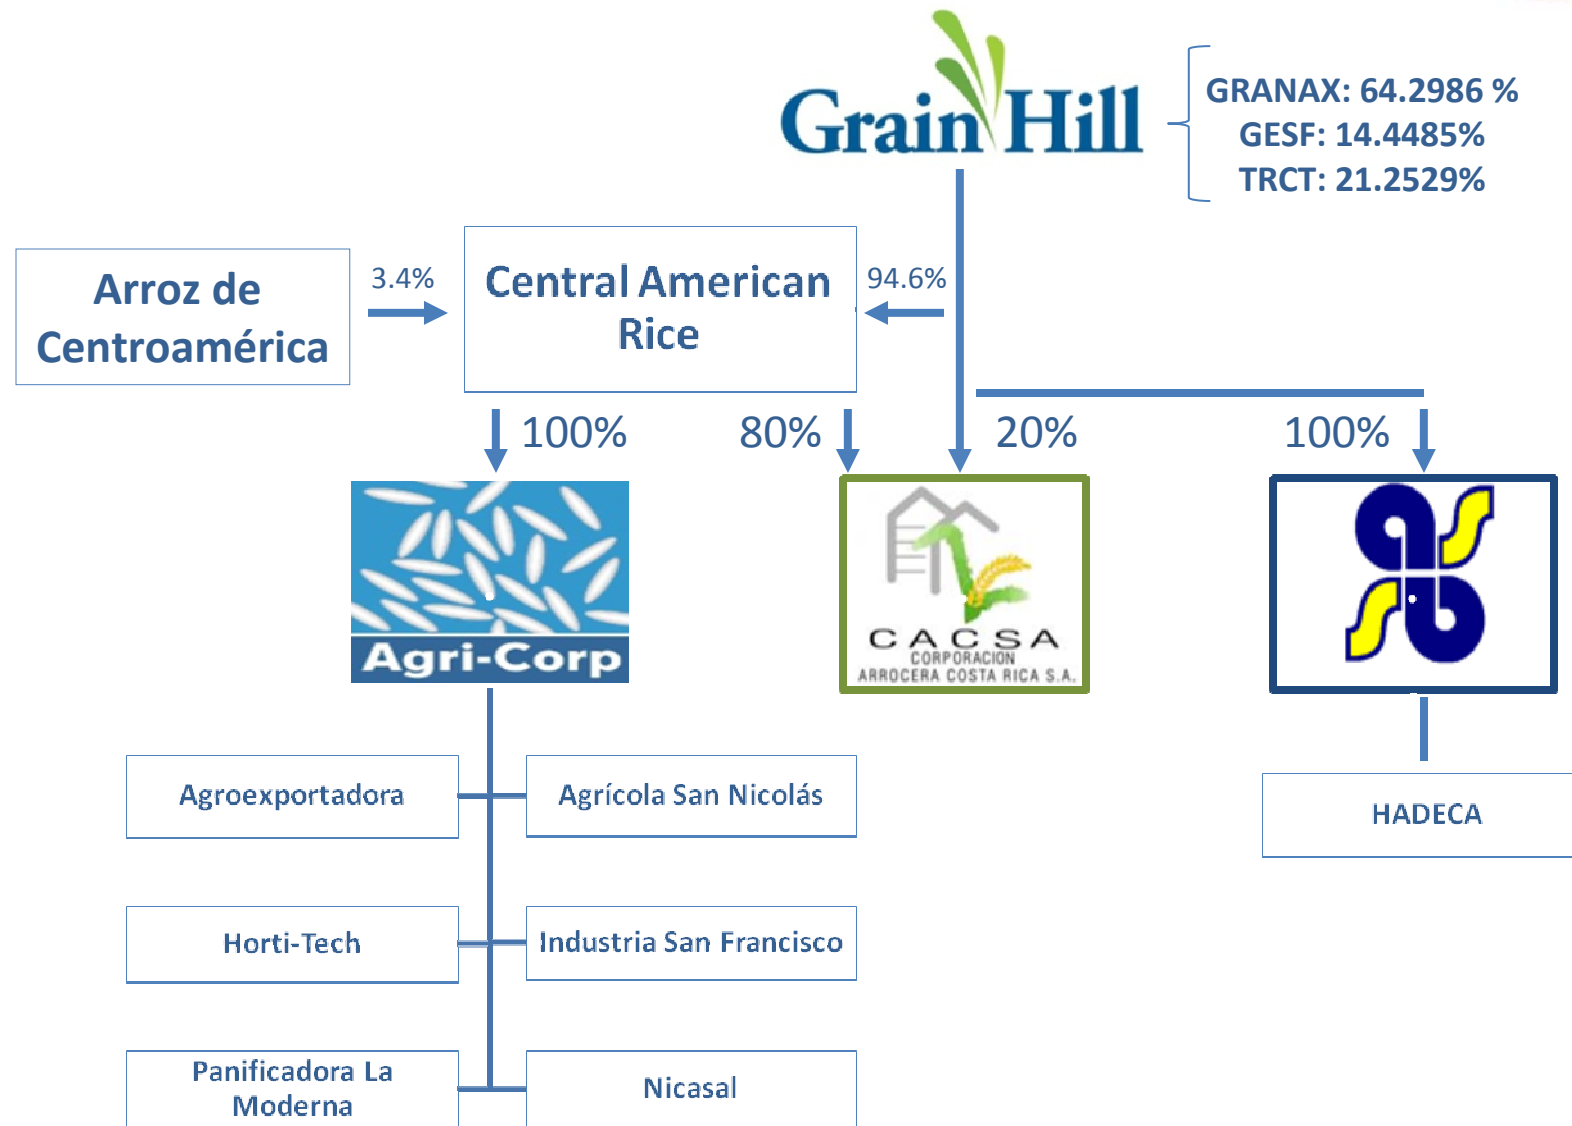 Grain Hill
GRANAX: 64.2986 %
GESF: 14.4485%
TRCT: 21.2529%
Arroz de
Centroamérica
3.4%
Central American
Rice
94.6%
100%
80%
20%
100%
Agri-Corp
CACSA
CORPORACION
ARROCERA COSTA RICA S.A.
Agroexportadora
Agrícola San Nicolás
HADECA
Horti-Tech
Industria San Francisco
Panificadora La
Moderna
Nicasal